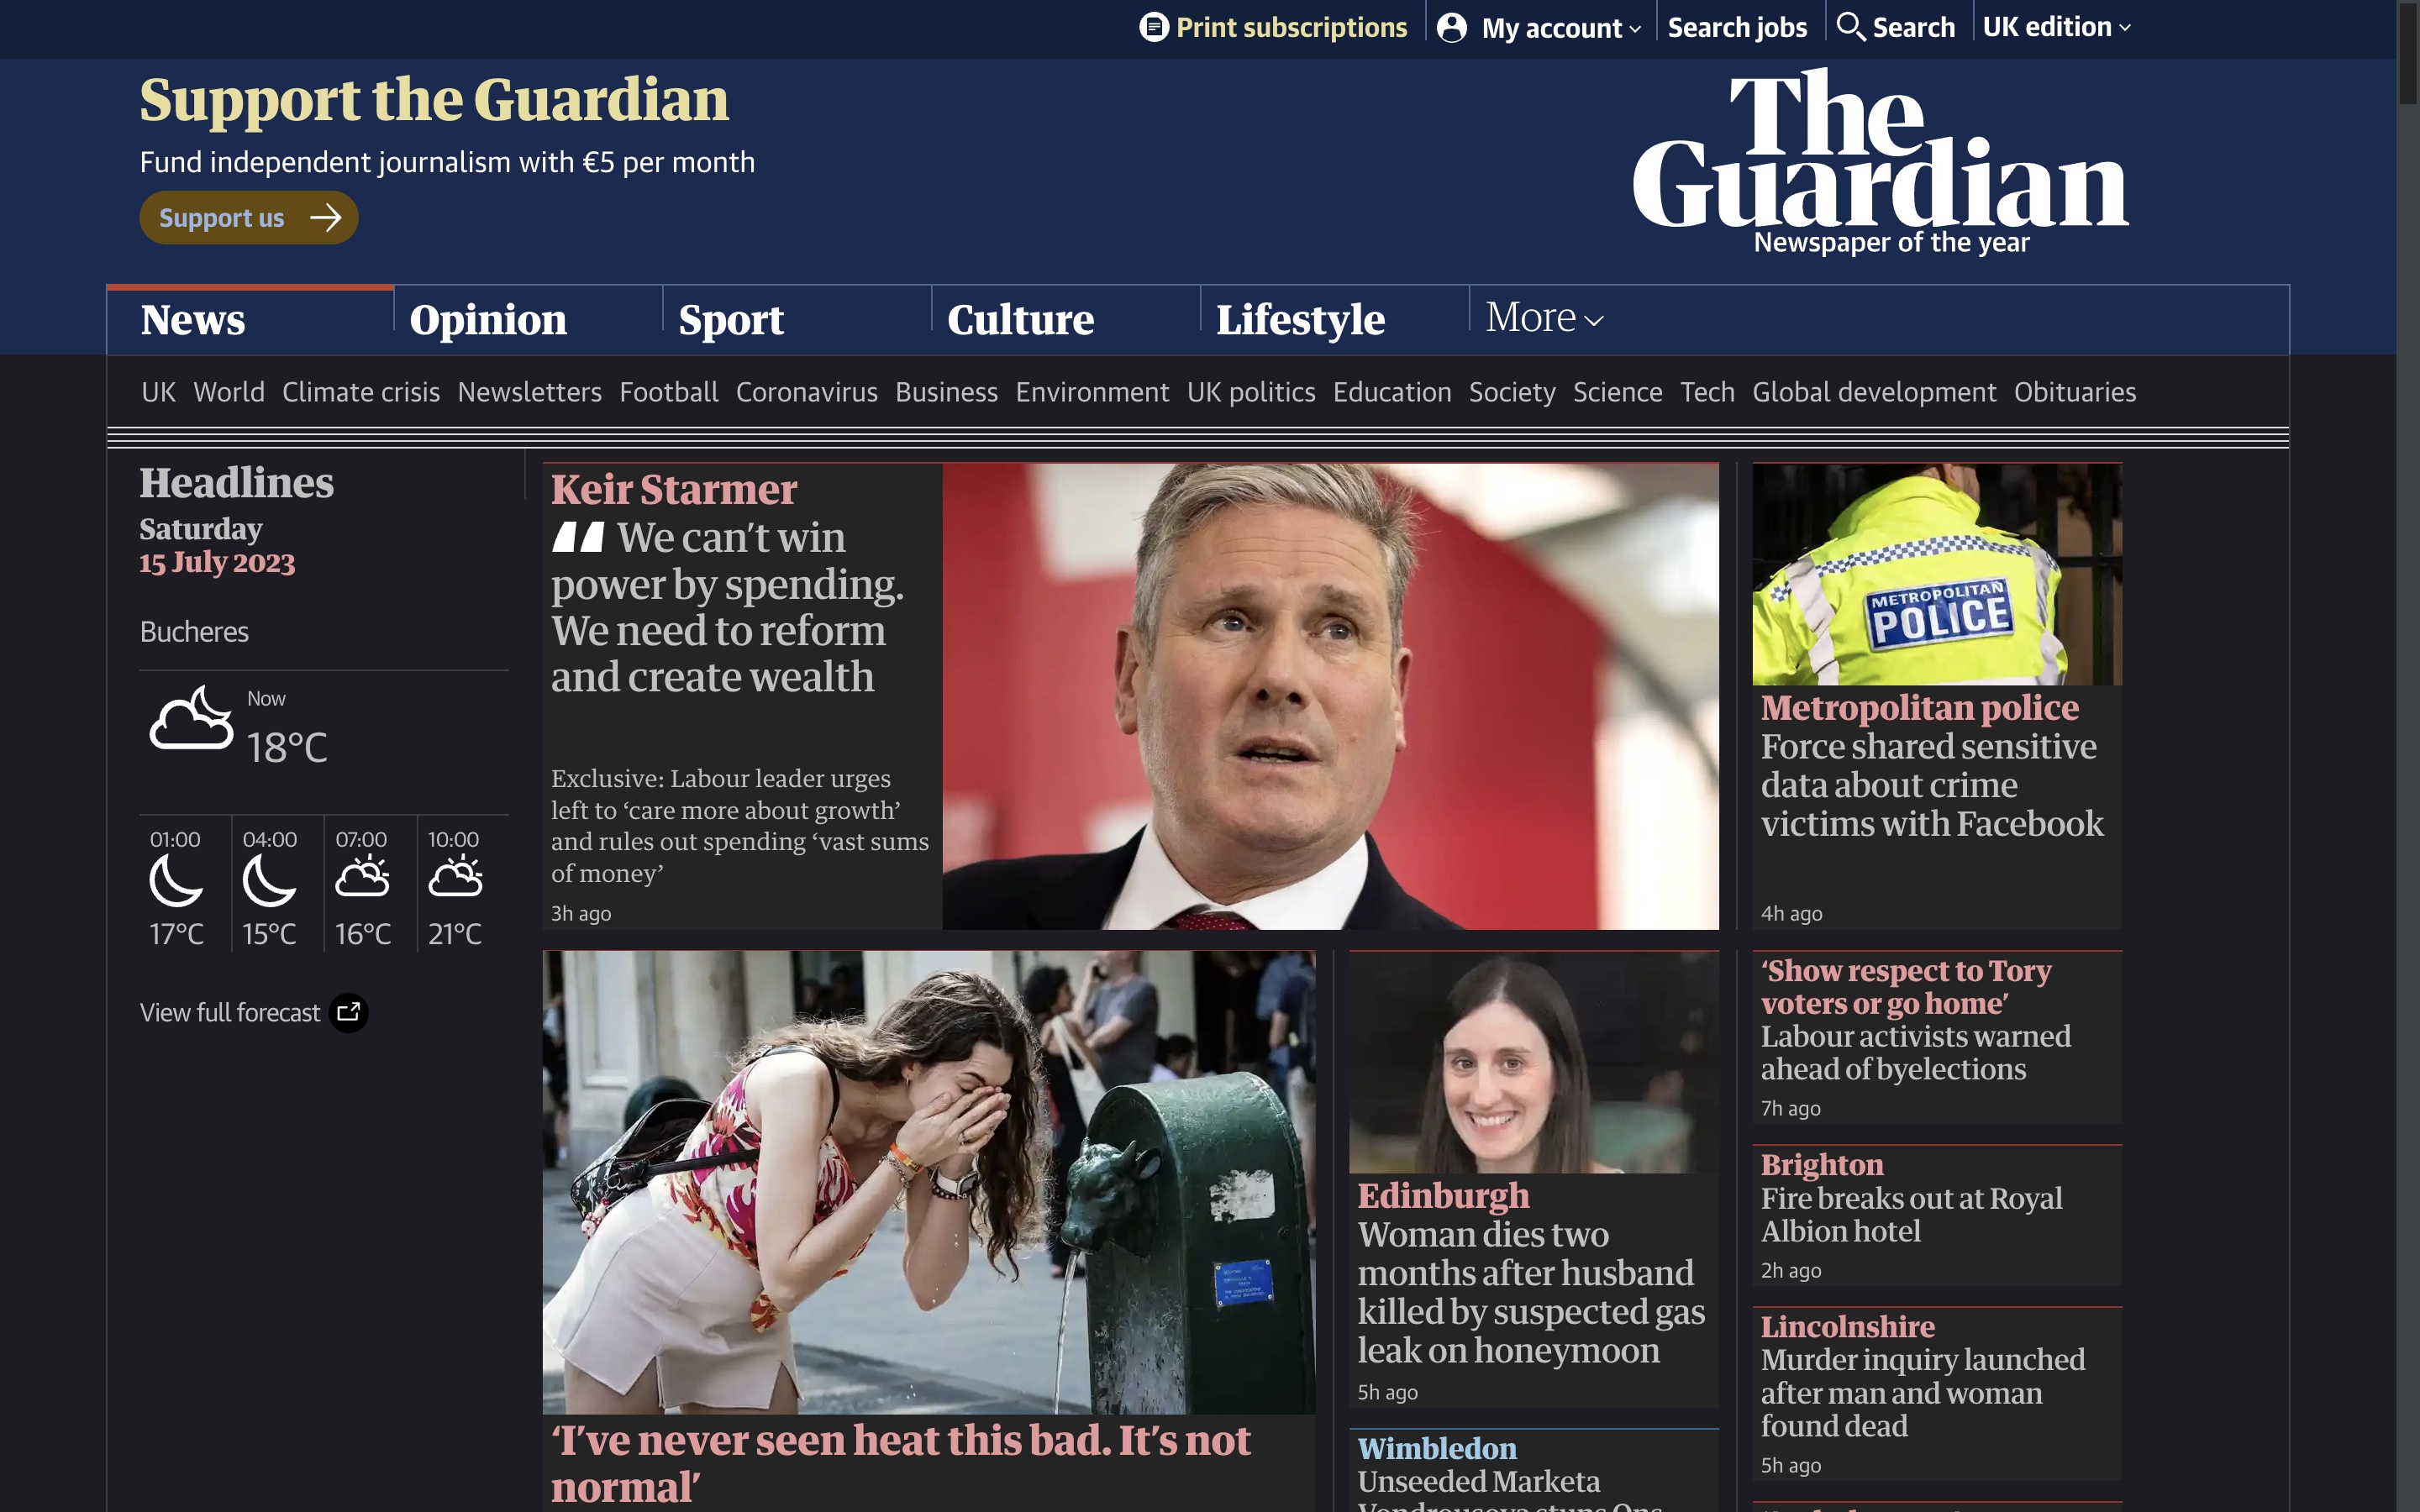 Print subscriptions
My account
Search jobs
Search
UK edition
Support the Guardian
Fund independent journalism with €5 per month
Support us
The
Guardian
Newspaper of the year
News
Opinion
Sport
Culture
Lifestyle
More
UK World Climate crisis Newsletters Football Coronavirus Business Environment UK politics Education Society Science Tech Global development Obituaries
Headlines
Saturday
15 July 2023
Bucheres
Now
18°C
01:00 04:00 07:00 10:00
17°C 15°C 16°C 21°C
View full forecast
Keir Starmer
“ We can’t win
power by spending.
We need to reform
and create wealth
Exclusive: Labour leader urges
left to ‘care more about growth’
and rules out spending ‘vast sums
of money’
3h ago
METROPOLITAN
POLICE
Metropolitan police
Force shared sensitive
data about crime
victims with Facebook
4h ago
‘I’ve never seen heat this bad. It’s not
normal’
Edinburgh
Woman dies two
months after husband
killed by suspected gas
leak on honeymoon
5h ago
Wimbledon
Unseeded Marketa
‘Show respect to Tory
voters or go home’
Labour activists warned
ahead of byelections
7h ago
Brighton
Fire breaks out at Royal
Albion hotel
2h ago
Lincolnshire
Murder inquiry launched
after man and woman
found dead
5h ago